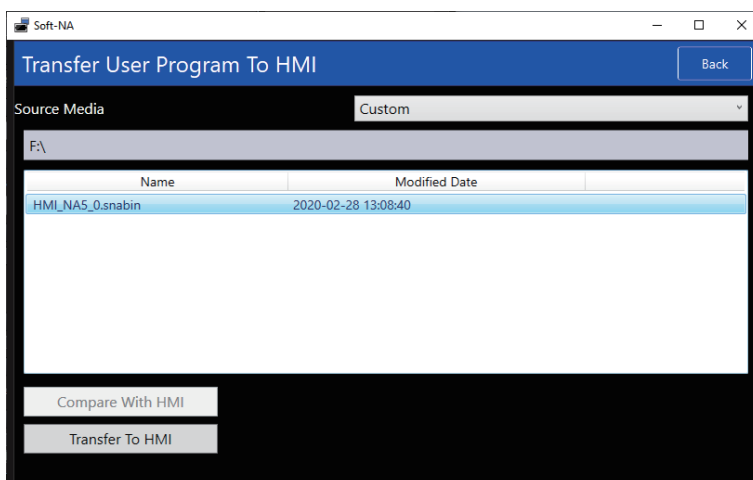 Soft-NA
Transfer User Program To HMI
Back
Source Media
Custom
F:\
Name Modified Date
HMI_NA5_0.snabin 2020-02-28 13:08:40
Compare With HMI
Transfer To HMI